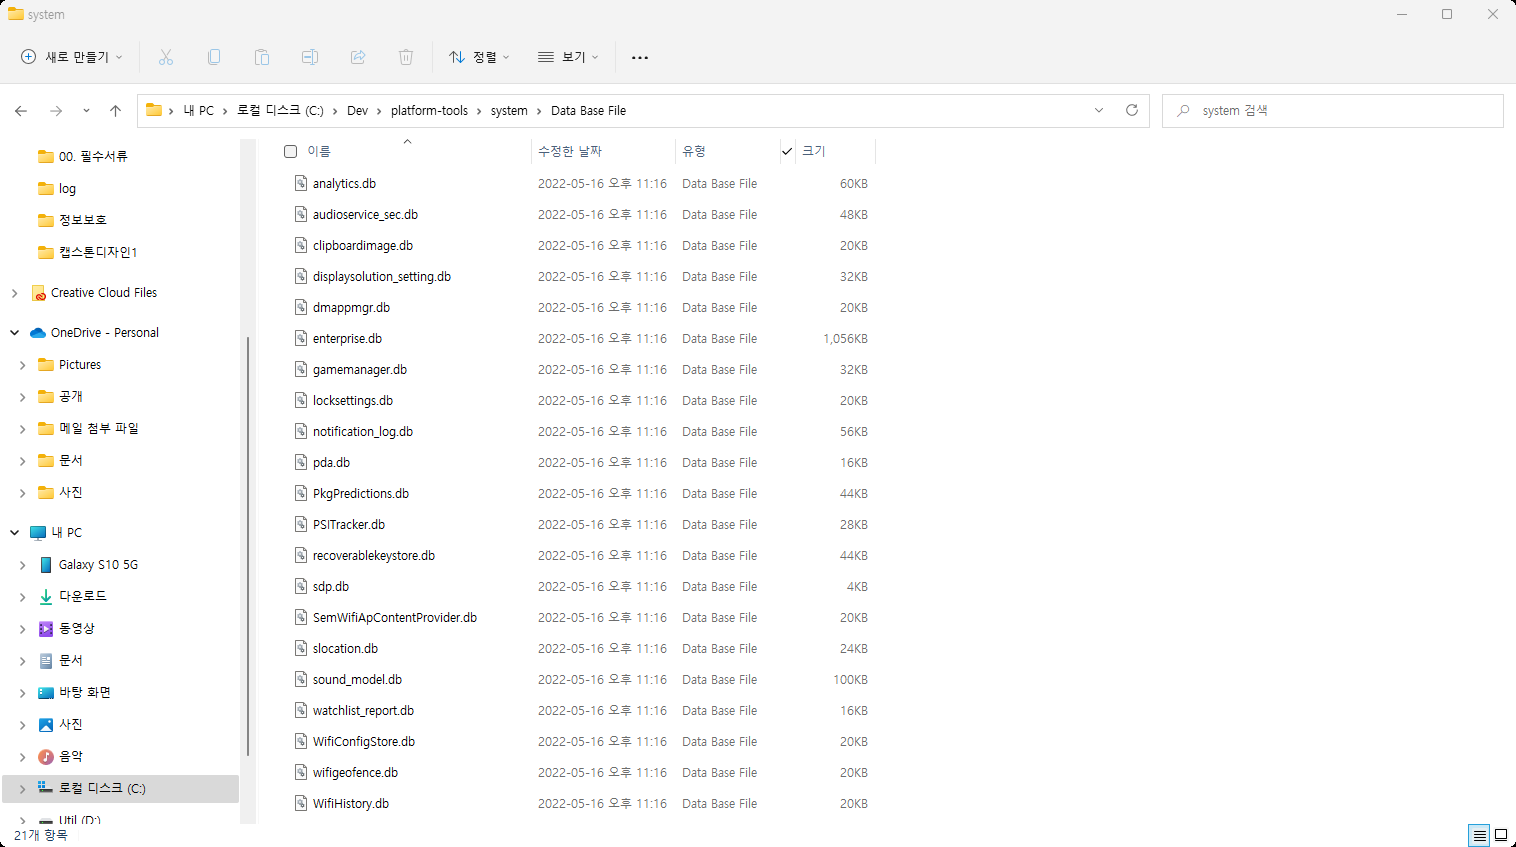 system
새로 만들기
정렬
보기
내 PC > 로컬 디스크 (C:) > Dev > platform-tools > system > Data Base File
system 검색
00. 필수서류
log
정보보호
캡스톤디자인1
Creative Cloud Files
OneDrive - Personal
Pictures
공개
메일 첨부 파일
문서
사진
내 PC
Galaxy S10 5G
다운로드
동영상
문서
바탕 화면
사진
음악
로컬 디스크 (C:)
Util (D:)
이름 수정한 날짜 유형 크기
analytics.db 2022-05-16 오후 11:16 Data Base File 60KB
audioservice_sec.db 2022-05-16 오후 11:16 Data Base File 48KB
clipboardimage.db 2022-05-16 오후 11:16 Data Base File 20KB
displaysolution_setting.db 2022-05-16 오후 11:16 Data Base File 32KB
dmappmgr.db 2022-05-16 오후 11:16 Data Base File 20KB
enterprise.db 2022-05-16 오후 11:16 Data Base File 1,056KB
gamemanager.db 2022-05-16 오후 11:16 Data Base File 32KB
locksettings.db 2022-05-16 오후 11:16 Data Base File 20KB
notification_log.db 2022-05-16 오후 11:16 Data Base File 56KB
pda.db 2022-05-16 오후 11:16 Data Base File 16KB
PkgPredictions.db 2022-05-16 오후 11:16 Data Base File 44KB
PSITracker.db 2022-05-16 오후 11:16 Data Base File 28KB
recoverablekeystore.db 2022-05-16 오후 11:16 Data Base File 44KB
sdp.db 2022-05-16 오후 11:16 Data Base File 4KB
SemWifiApContentProvider.db 2022-05-16 오후 11:16 Data Base File 20KB
slocation.db 2022-05-16 오후 11:16 Data Base File 24KB
sound_model.db 2022-05-16 오후 11:16 Data Base File 100KB
watchlist_report.db 2022-05-16 오후 11:16 Data Base File 16KB
WifiConfigStore.db 2022-05-16 오후 11:16 Data Base File 20KB
wifigeofence.db 2022-05-16 오후 11:16 Data Base File 20KB
WifiHistory.db 2022-05-16 오후 11:16 Data Base File 20KB
21개 항목